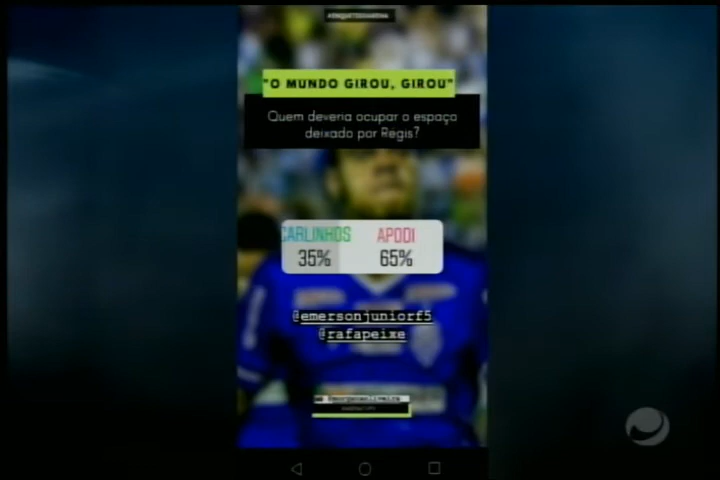 "O MUNDO GIROU, GIROU"
Quem deveria ocupar o espaço
deixado por Regis?
CARLINHOS
APODI
35%
65%
@emersonjuniorf5
@rafapeixe